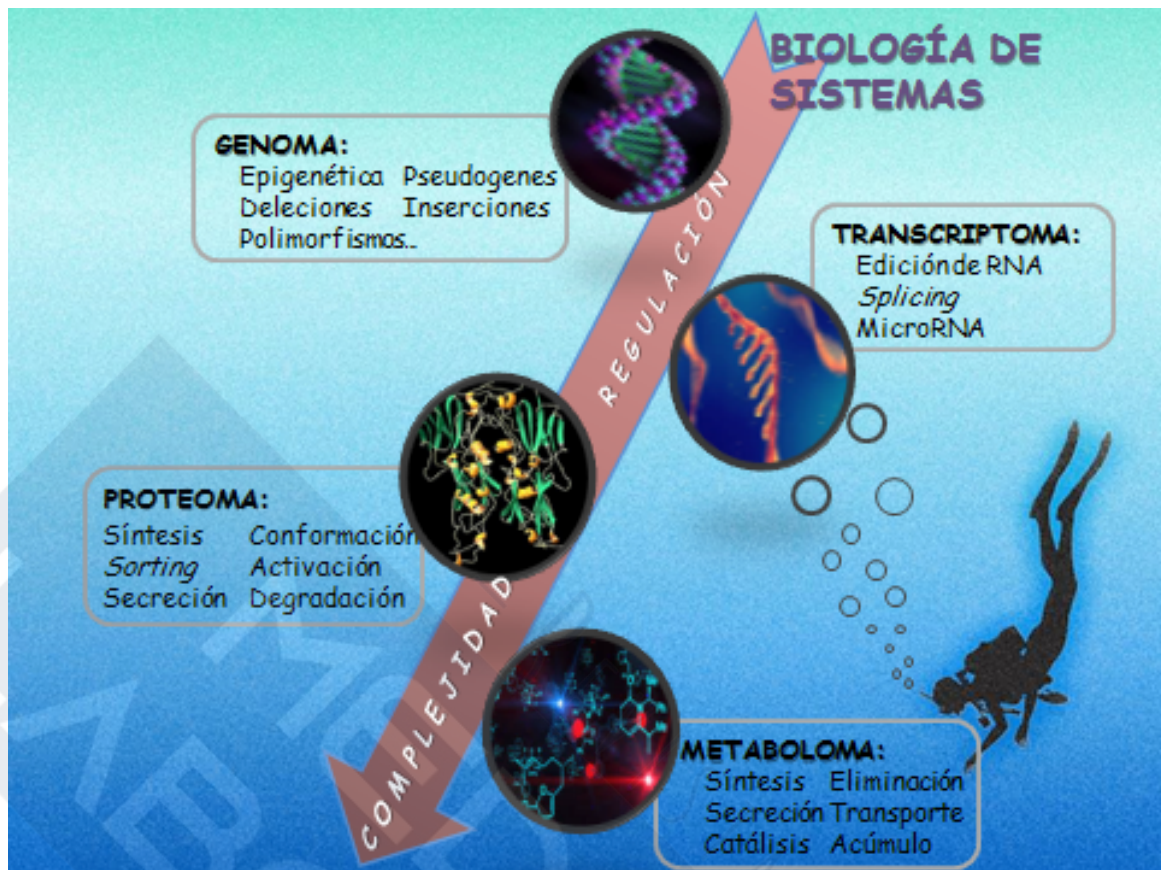 BIOLOGÍA DE
SISTEMAS
GENOMA:
Epigenética Pseudogenes
Deleciones Inserciones
Polimorfismos..
REGULACIÓN
TRANSCRIPTOMA:
Edición de RNA
Splicing
MicroRNA
PROTEOMA:
Síntesis Conformación
Sorting Activación
Secreción Degradación
COMPLEJIDAD
METABOLOMA:
Síntesis Eliminación
Secreción Transporte
Catálisis Acúmulo